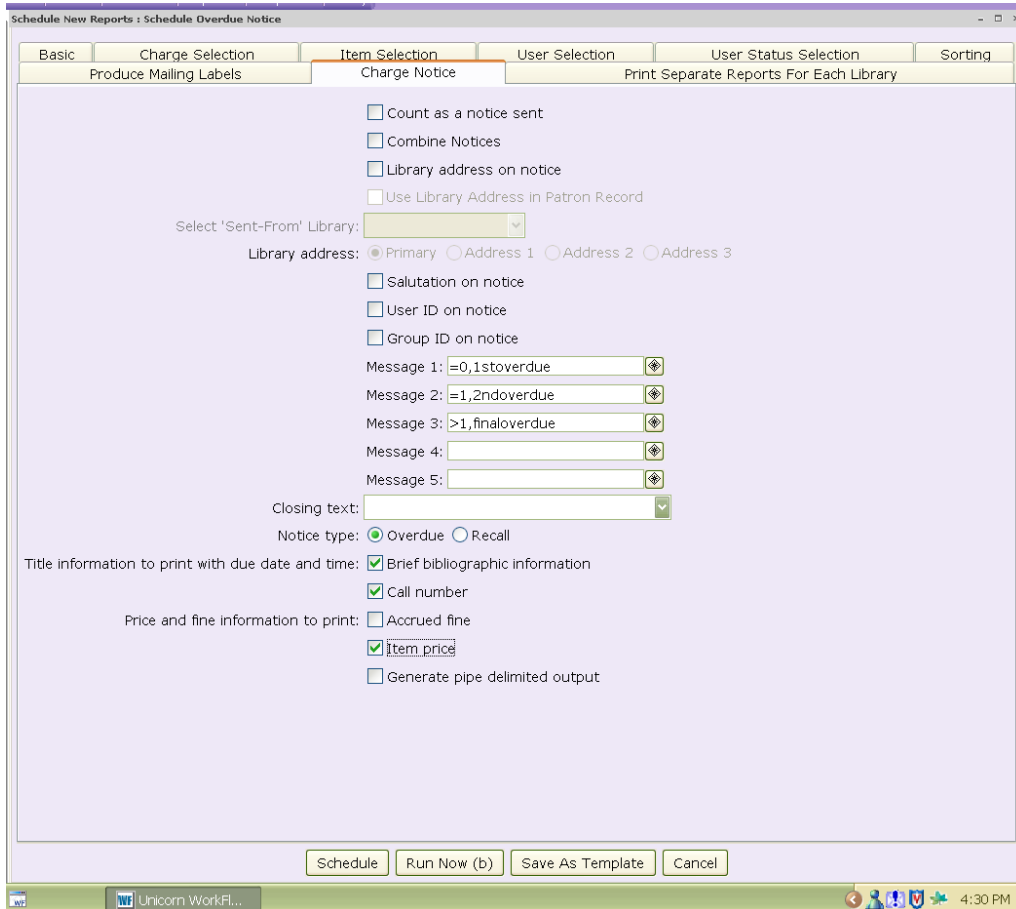 Schedule New Reports : Schedule Overdue Notice
Basic Charge Selection Item Selection User Selection User Status Selection Sorting
Produce Mailing Labels Charge Notice Print Separate Reports For Each Library
Count as a notice sent
Combine Notices
Library address on notice
Use Library Address in Patron Record
Select 'Sent-From' Library:
Library address: Primary Address 1 Address 2 Address 3
Salutation on notice
User ID on notice
Group ID on notice
Message 1: =0,1stoverdue
Message 2: =1,2ndoverdue
Message 3: >1,finaloverdue
Message 4:
Message 5:
Closing text:
Notice type: Overdue Recall
Title information to print with due date and time: Brief bibliographic information
Call number
Price and fine information to print: Accrued fine
Item price
Generate pipe delimited output
Schedule Run Now (b) Save As Template Cancel
WF WF Unicorn WorkFl... 4:30 PM